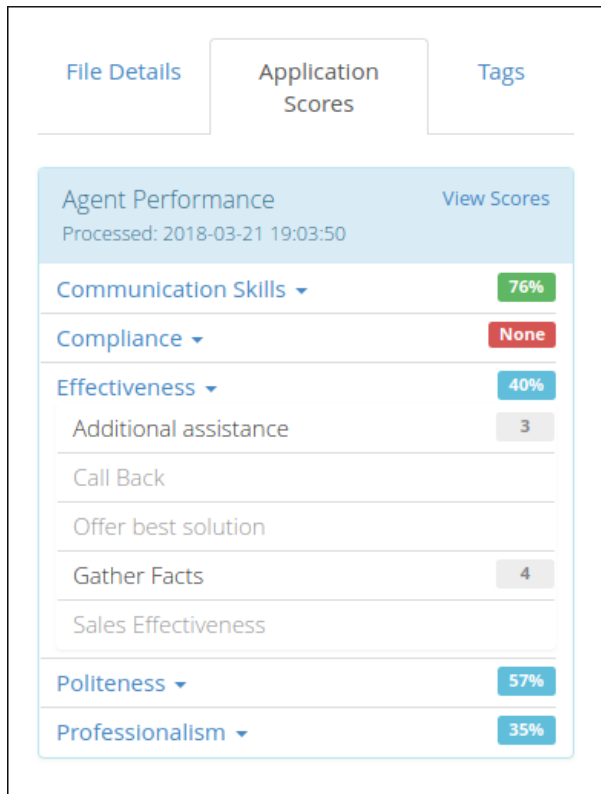 File Details
Application
Scores
Tags
Agent Performance
View Scores
Processed: 2018-03-21 19:03:50
Communication Skills
76%
Compliance
None
Effectiveness
40%
Additional assistance
3
Call Back
Offer best solution
Gather Facts
4
Sales Effectiveness
Politeness
57%
Professionalism
35%